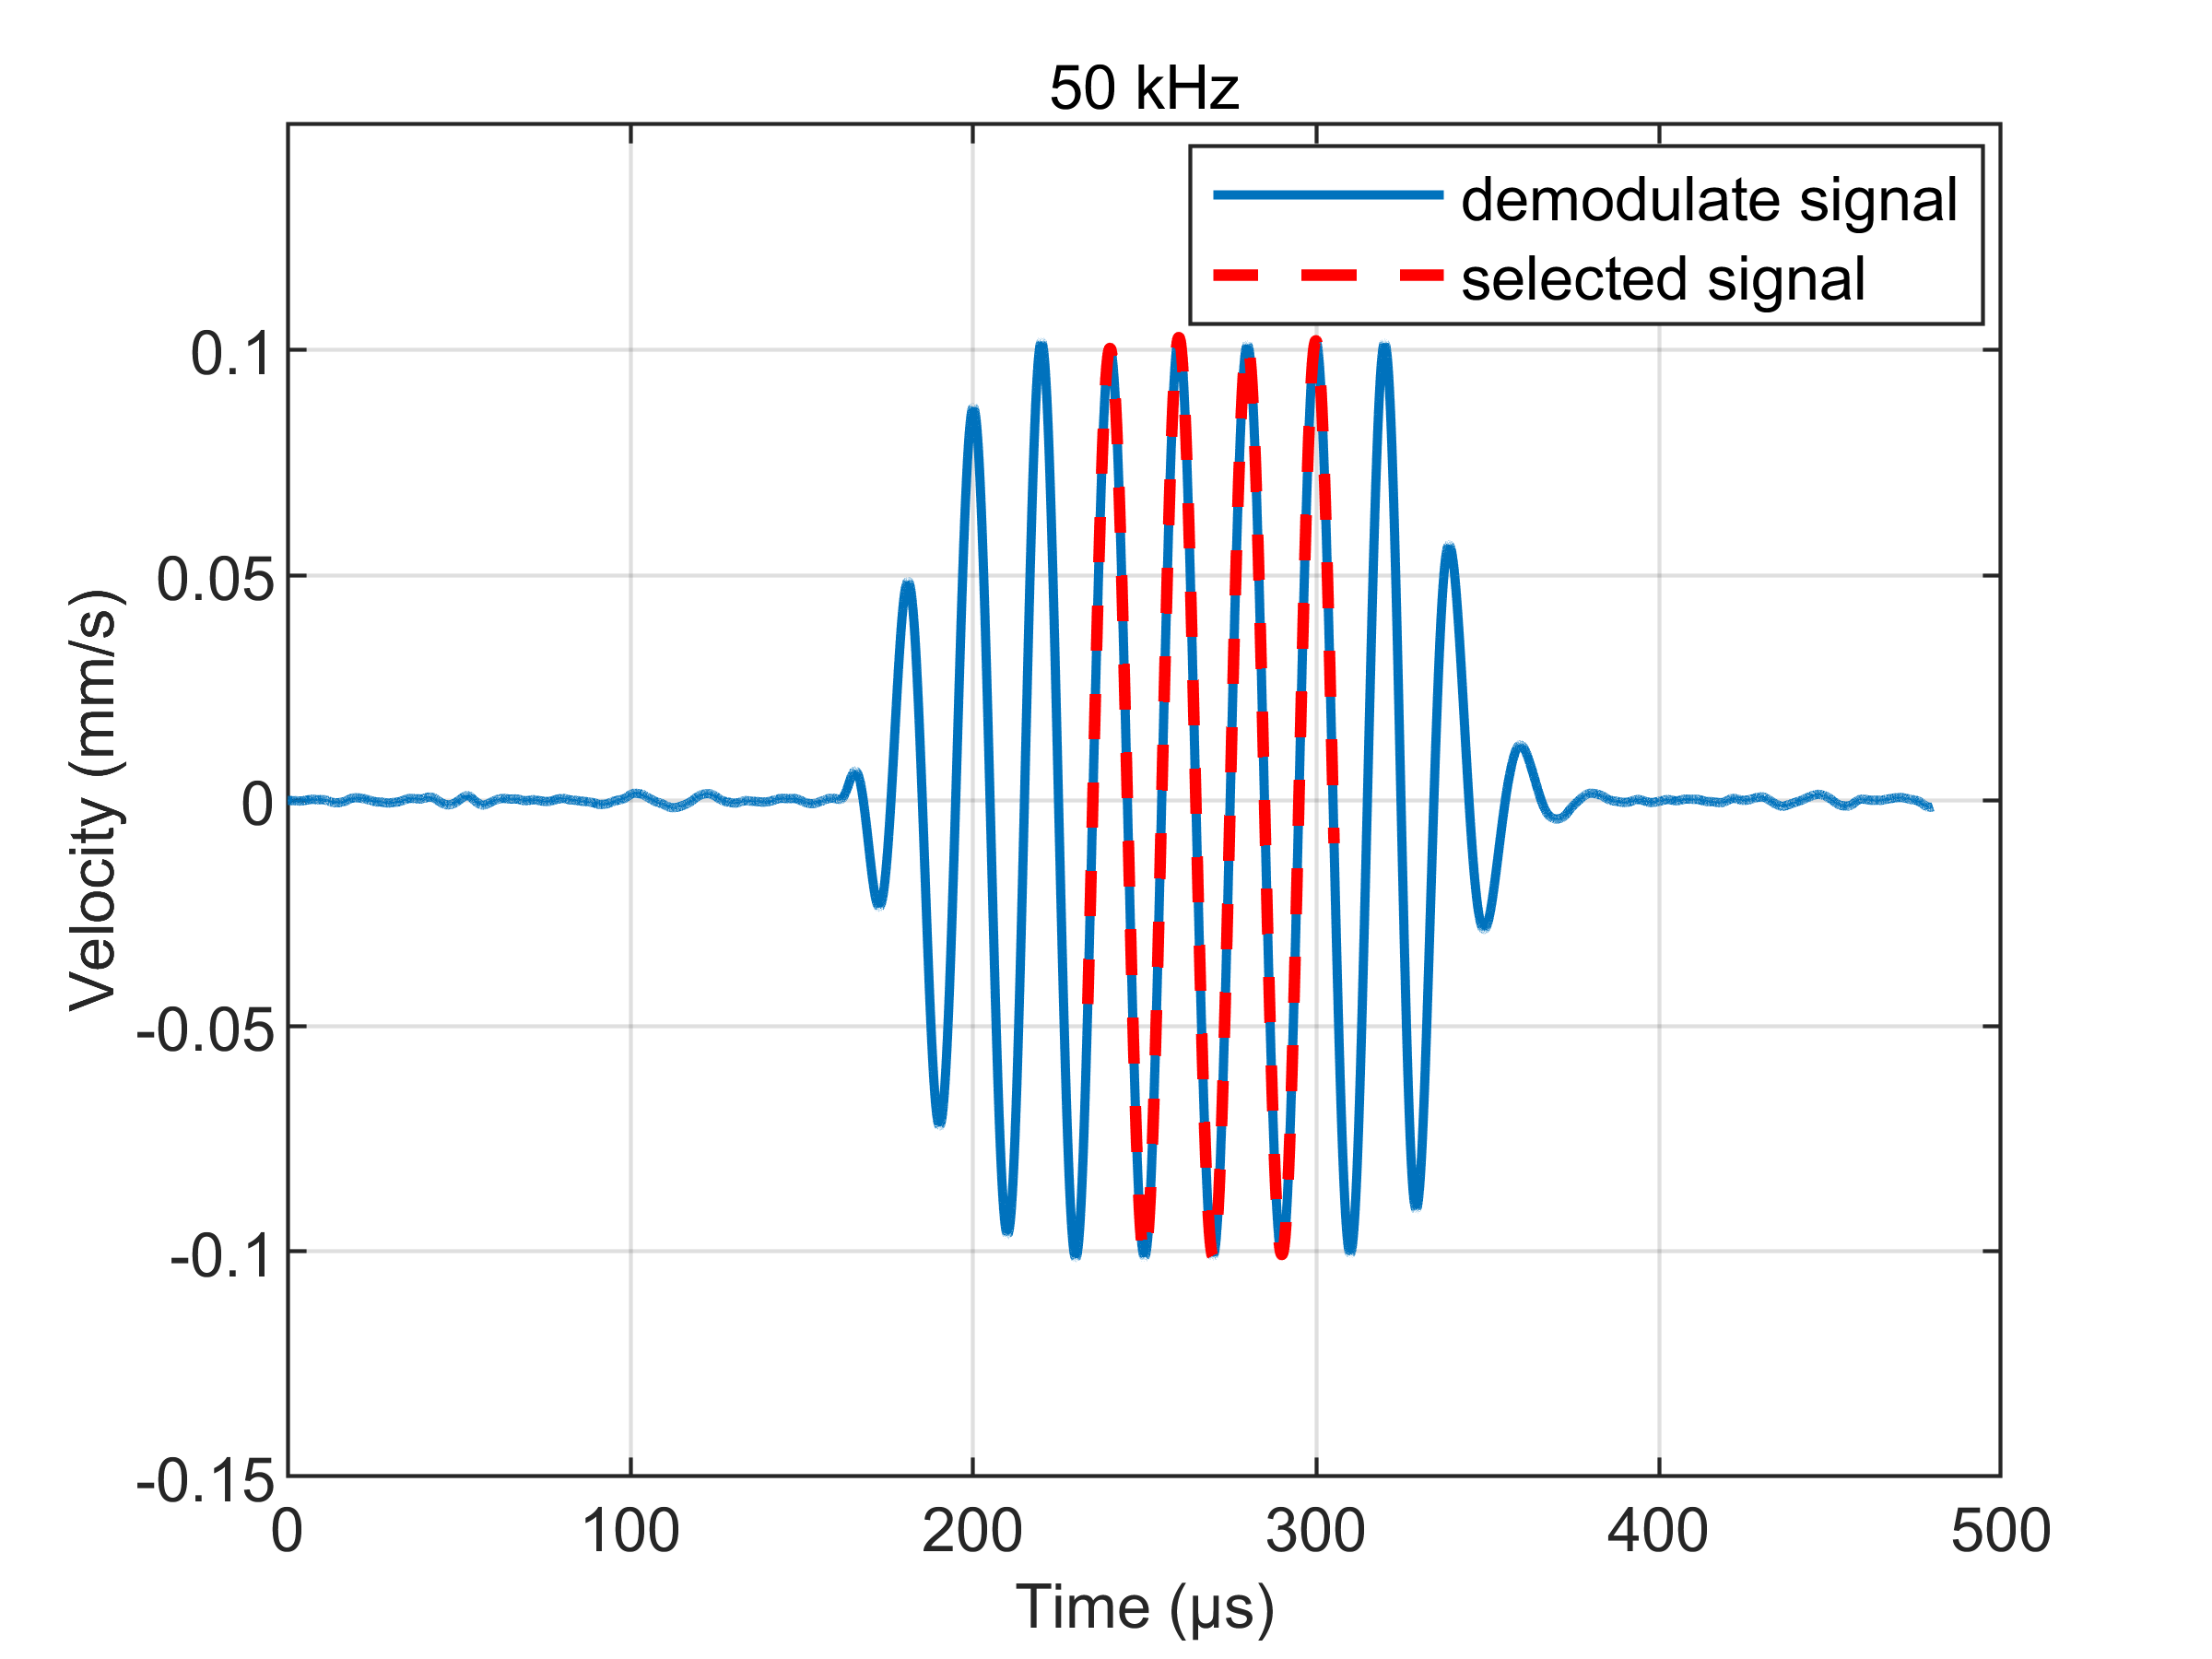 50 kHz
demodulate signal
selected signal
0.1
0.05
0
-0.05
-0.1
-0.15
Velocity (mm/s)
0 100 200 300 400 500
Time (µs)